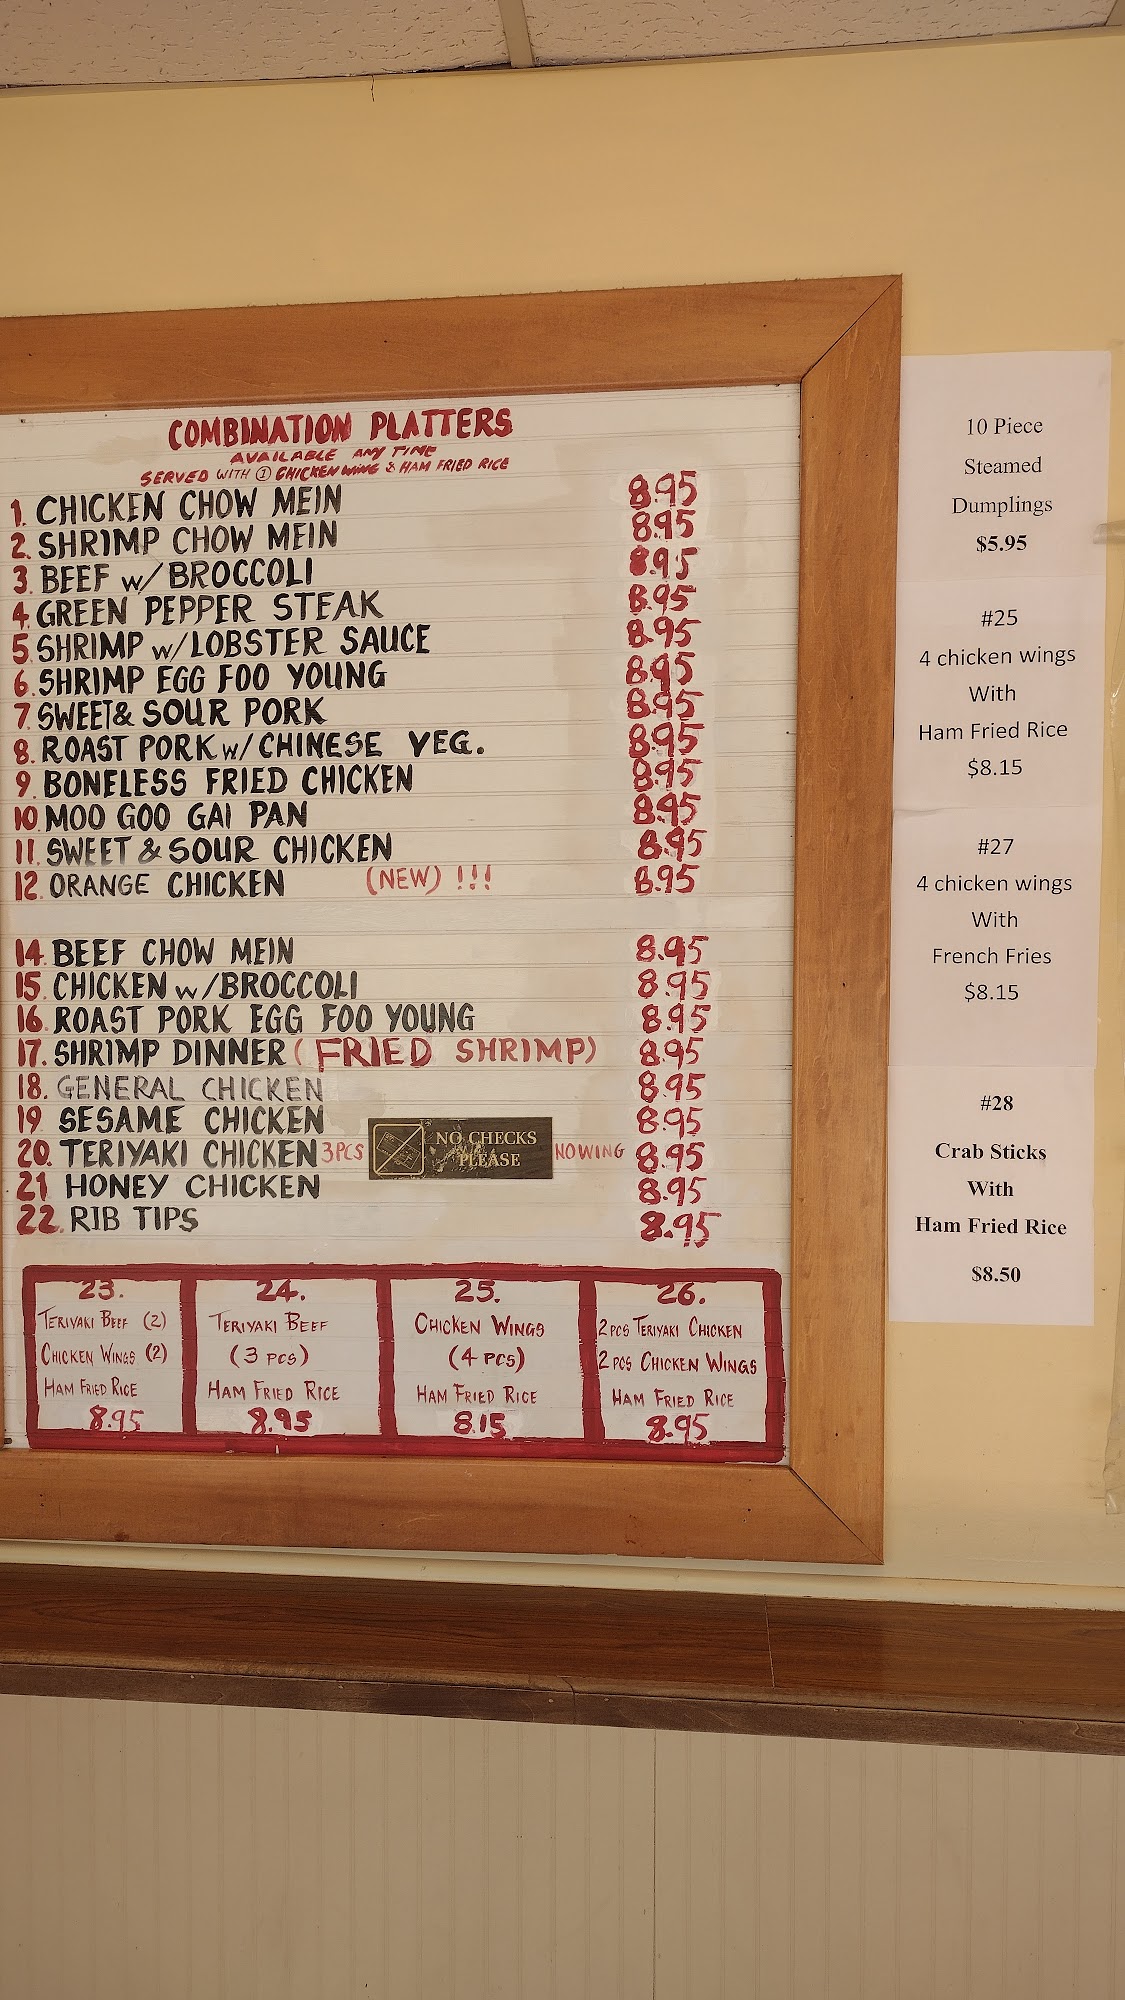 COMBINATION PLATTERS
AVAILABLE ANY TIME
SERVED WITH ① CHICKEN WING & HAM FRIED RICE
1. CHICKEN CHOW MEIN 8.95
2. SHRIMP CHOW MEIN 8.95
3. BEEF w/ BROCCOLI 8.95
4. GREEN PEPPER STEAK 8.95
5. SHRIMP w/ LOBSTER SAUCE 8.95
6. SHRIMP EGG FOO YOUNG 8.95
7. SWEET & SOUR PORK 8.95
8. ROAST PORK w/ CHINESE VEG. 8.95
9. BONELESS FRIED CHICKEN 8.95
10. MOO GOO GAI PAN 8.95
11. SWEET & SOUR CHICKEN 8.95
12. ORANGE CHICKEN (NEW) !!! 8.95
14. BEEF CHOW MEIN 8.95
15. CHICKEN w/ BROCCOLI 8.95
16. ROAST PORK EGG FOO YOUNG 8.95
17. SHRIMP DINNER (FRIED SHRIMP) 8.95
18. GENERAL CHICKEN 8.95
19 SESAME CHICKEN 8.95
20. TERIYAKI CHICKEN 3PCS NO WING 8.95
NO CHECKS
PLEASE
21 HONEY CHICKEN 8.95
22. RIB TIPS 8.95
23.
TERIYAKI BEEF (2)
CHICKEN WINGS (2)
HAM FRIED RICE
8.95
24.
TERIYAKI BEEF
(3 PCS)
HAM FRIED RICE
8.95
25.
CHICKEN WINGS
(4 PCS)
HAM FRIED RICE
8.15
26.
2 PCS TERIYAKI CHICKEN
2 PCS CHICKEN WINGS
HAM FRIED RICE
8.95
10 Piece
Steamed
Dumplings
$5.95
#25
4 chicken wings
With
Ham Fried Rice
$8.15
#27
4 chicken wings
With
French Fries
$8.15
#28
Crab Sticks
With
Ham Fried Rice
$8.50